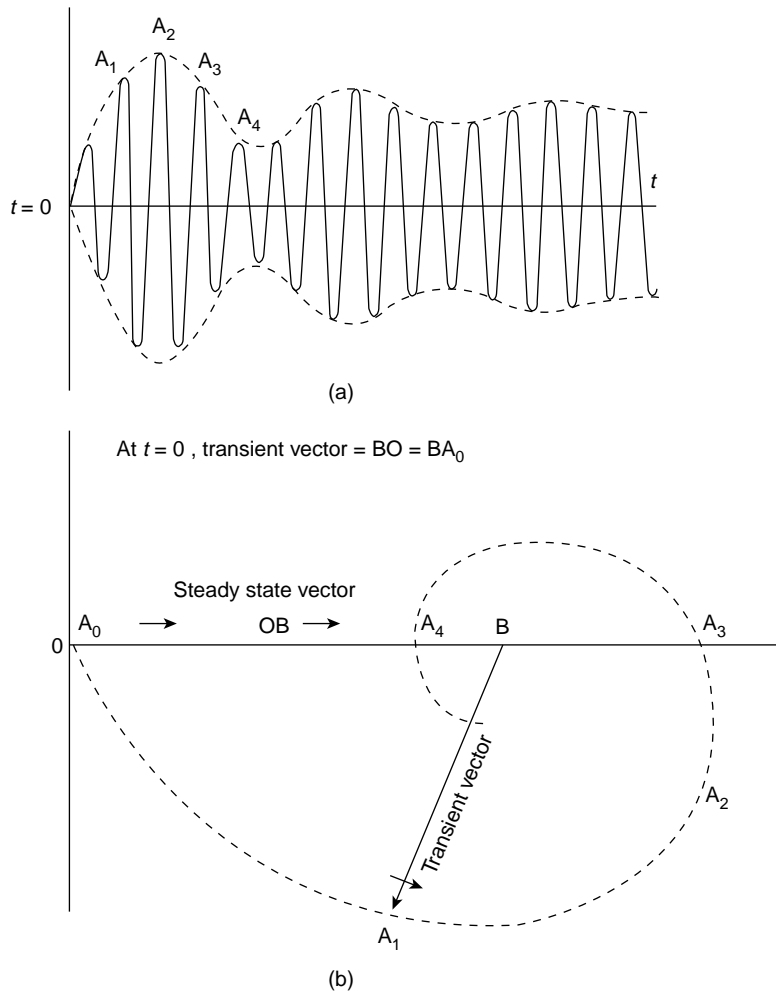 A₂
A₁
A₃
A₄
t
t = 0
(a)
At t = 0 , transient vector = BO = BA₀
Steady state vector
A₀ OB A₄ B A₃
0
Transient vector
A₂
A₁
(b)